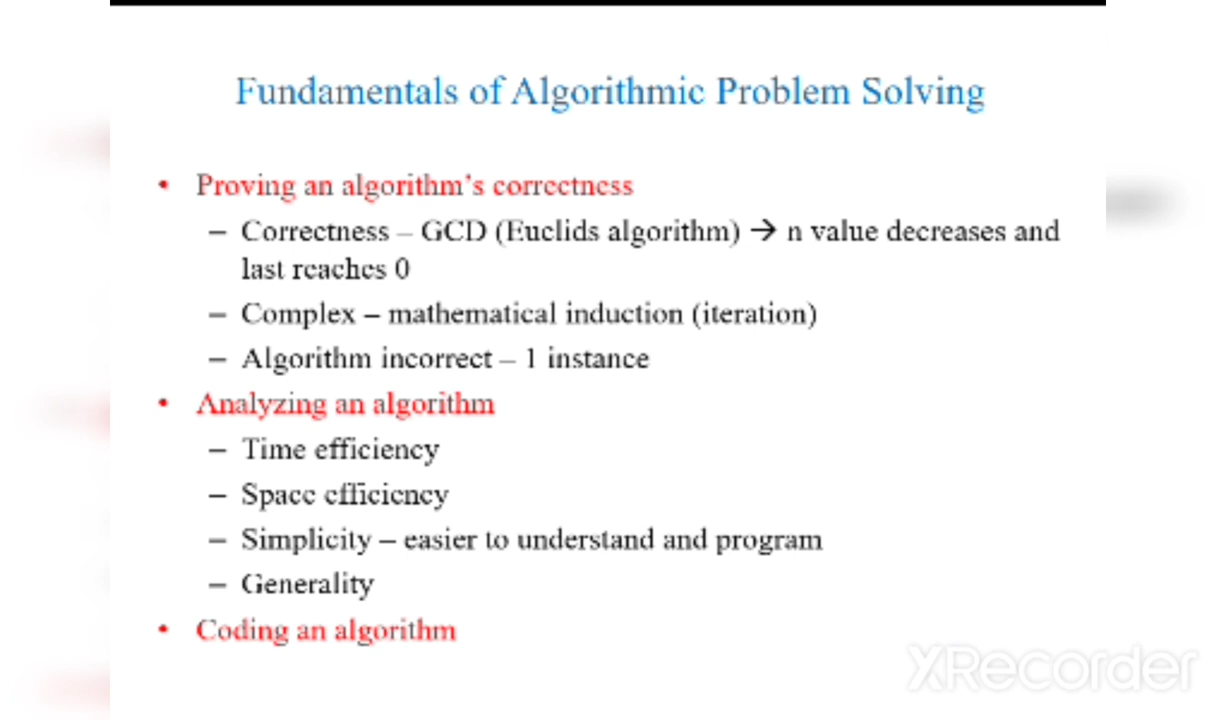 Fundamentals of Algorithmic Problem Solving
• Proving an algorithm's correctness
– Correctness – GCD (Euclids algorithm) → n value decreases and
last reaches 0
– Complex – mathematical induction (iteration)
– Algorithm incorrect – 1 instance
• Analyzing an algorithm
– Time efficiency
– Space efficiency
– Simplicity – easier to understand and program
– Generality
• Coding an algorithm
XRecorder